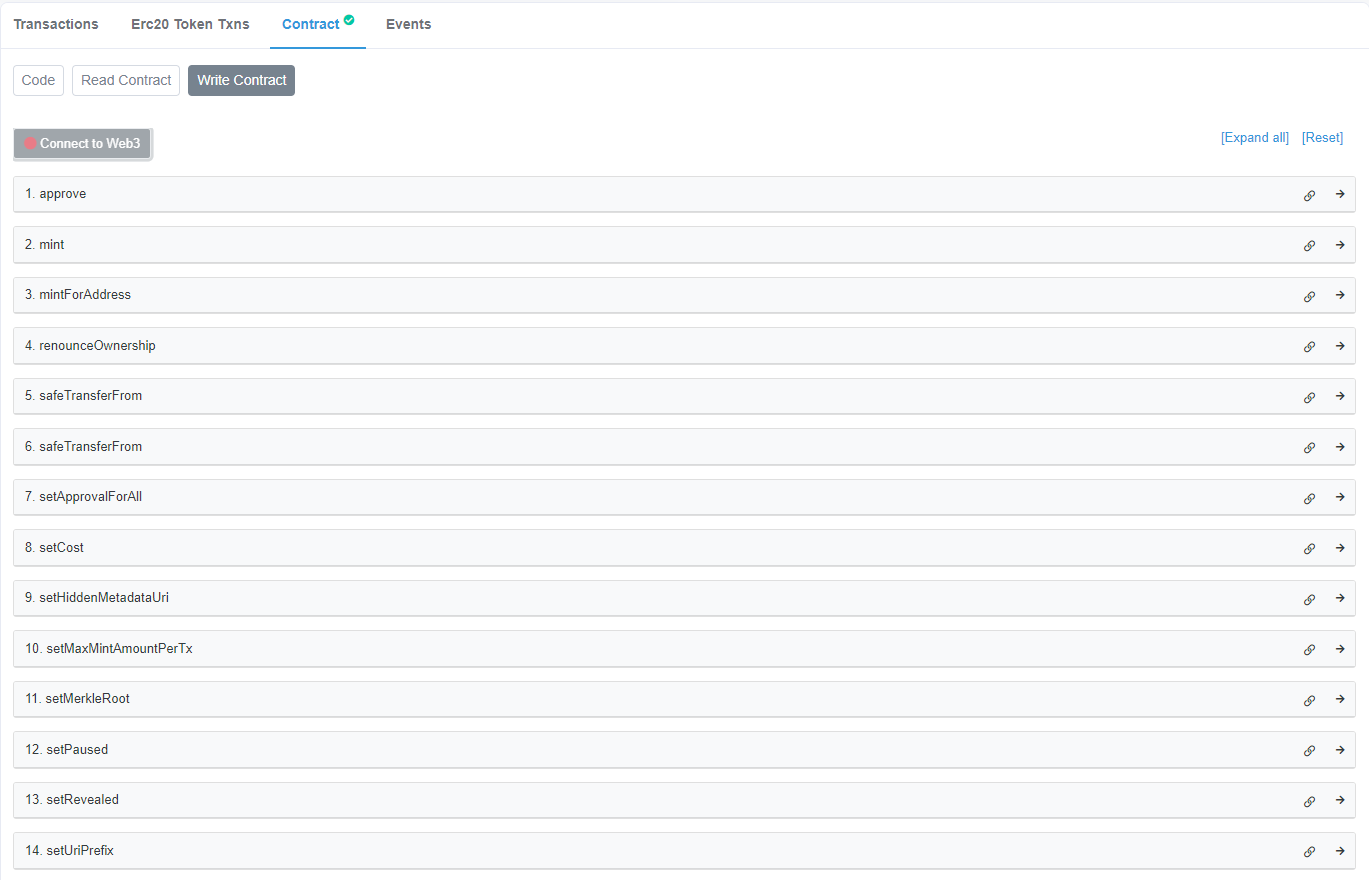 Transactions Erc20 Token Txns Contract Events
Code Read Contract Write Contract
Connect to Web3 [Expand all] [Reset]
1. approve
2. mint
3. mintForAddress
4. renounceOwnership
5. safeTransferFrom
6. safeTransferFrom
7. setApprovalForAll
8. setCost
9. setHiddenMetadataUri
10. setMaxMintAmountPerTx
11. setMerkleRoot
12. setPaused
13. setRevealed
14. setUriPrefix